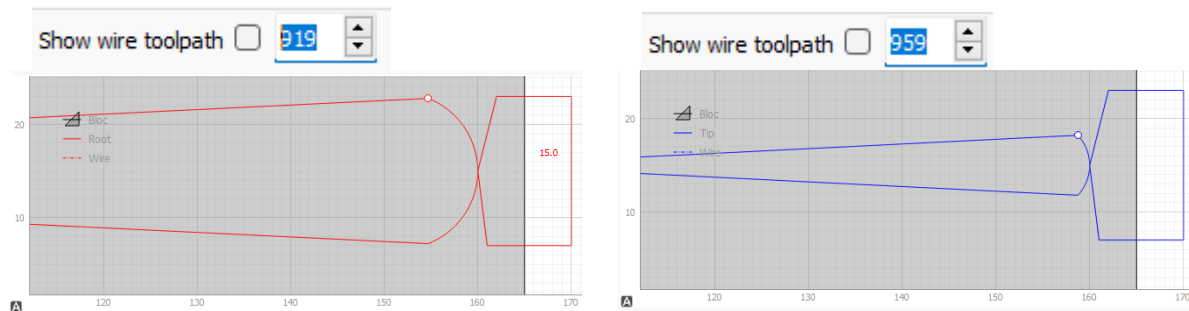 Show wire toolpath 919
20
Bloc
Root
Wire
15.0
10
120 130 140 150 160 170
A
Show wire toolpath 959
20
Bloc
Tip
Wire
10
120 130 140 150 160 170
A